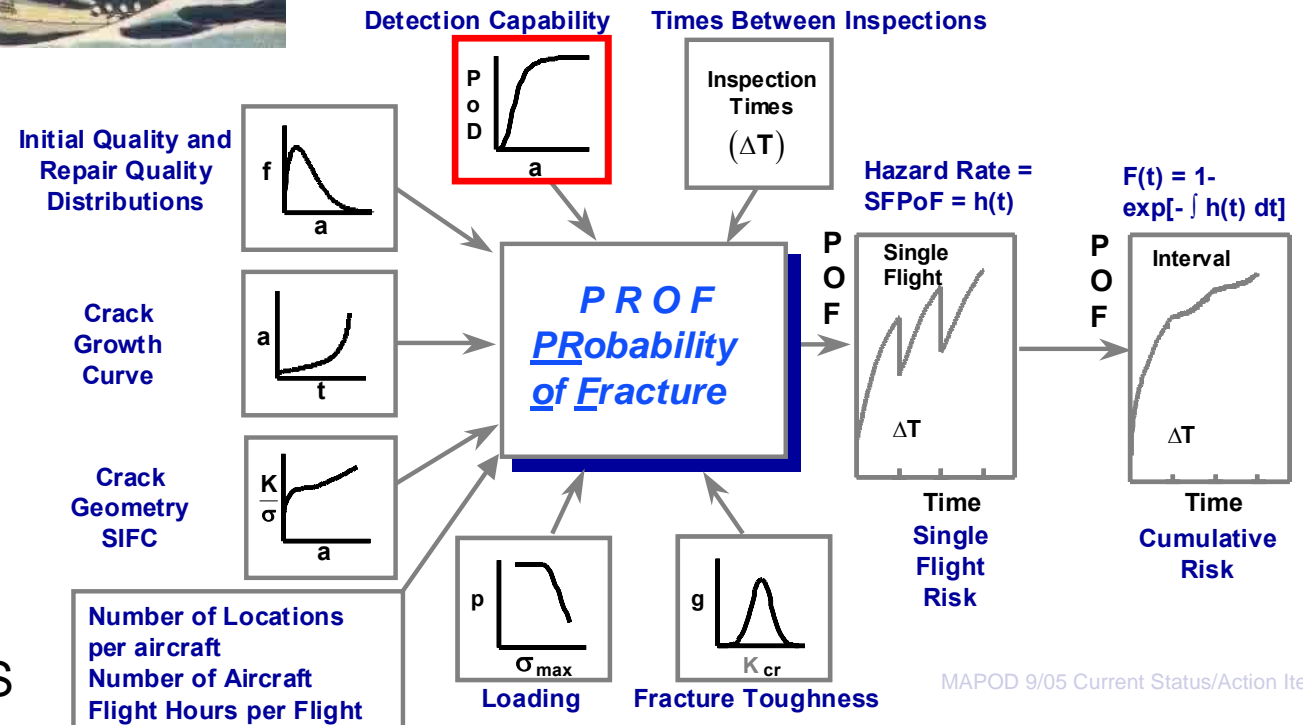 Detection Capability
Times Between Inspections
P
o
D
a
Inspection
Times
(ΔT)
Initial Quality and
Repair Quality
Distributions
f
a
Hazard Rate =
SFPoF = h(t)
F(t) = 1-
exp[- ∫ h(t) dt]
Crack
Growth
Curve
a
t
P R O F
PRobability
of Fracture
P
O
F
Single
Flight
ΔT
Time
Single
Flight
Risk
P
O
F
Interval
ΔT
Time
Cumulative
Risk
Crack
Geometry
SIFC
K
σ
a
Number of Locations
per aircraft
Number of Aircraft
Flight Hours per Flight
p
σ max
Loading
g
K cr
Fracture Toughness
S
MAPOD 9/05 Current Status/Action Ite